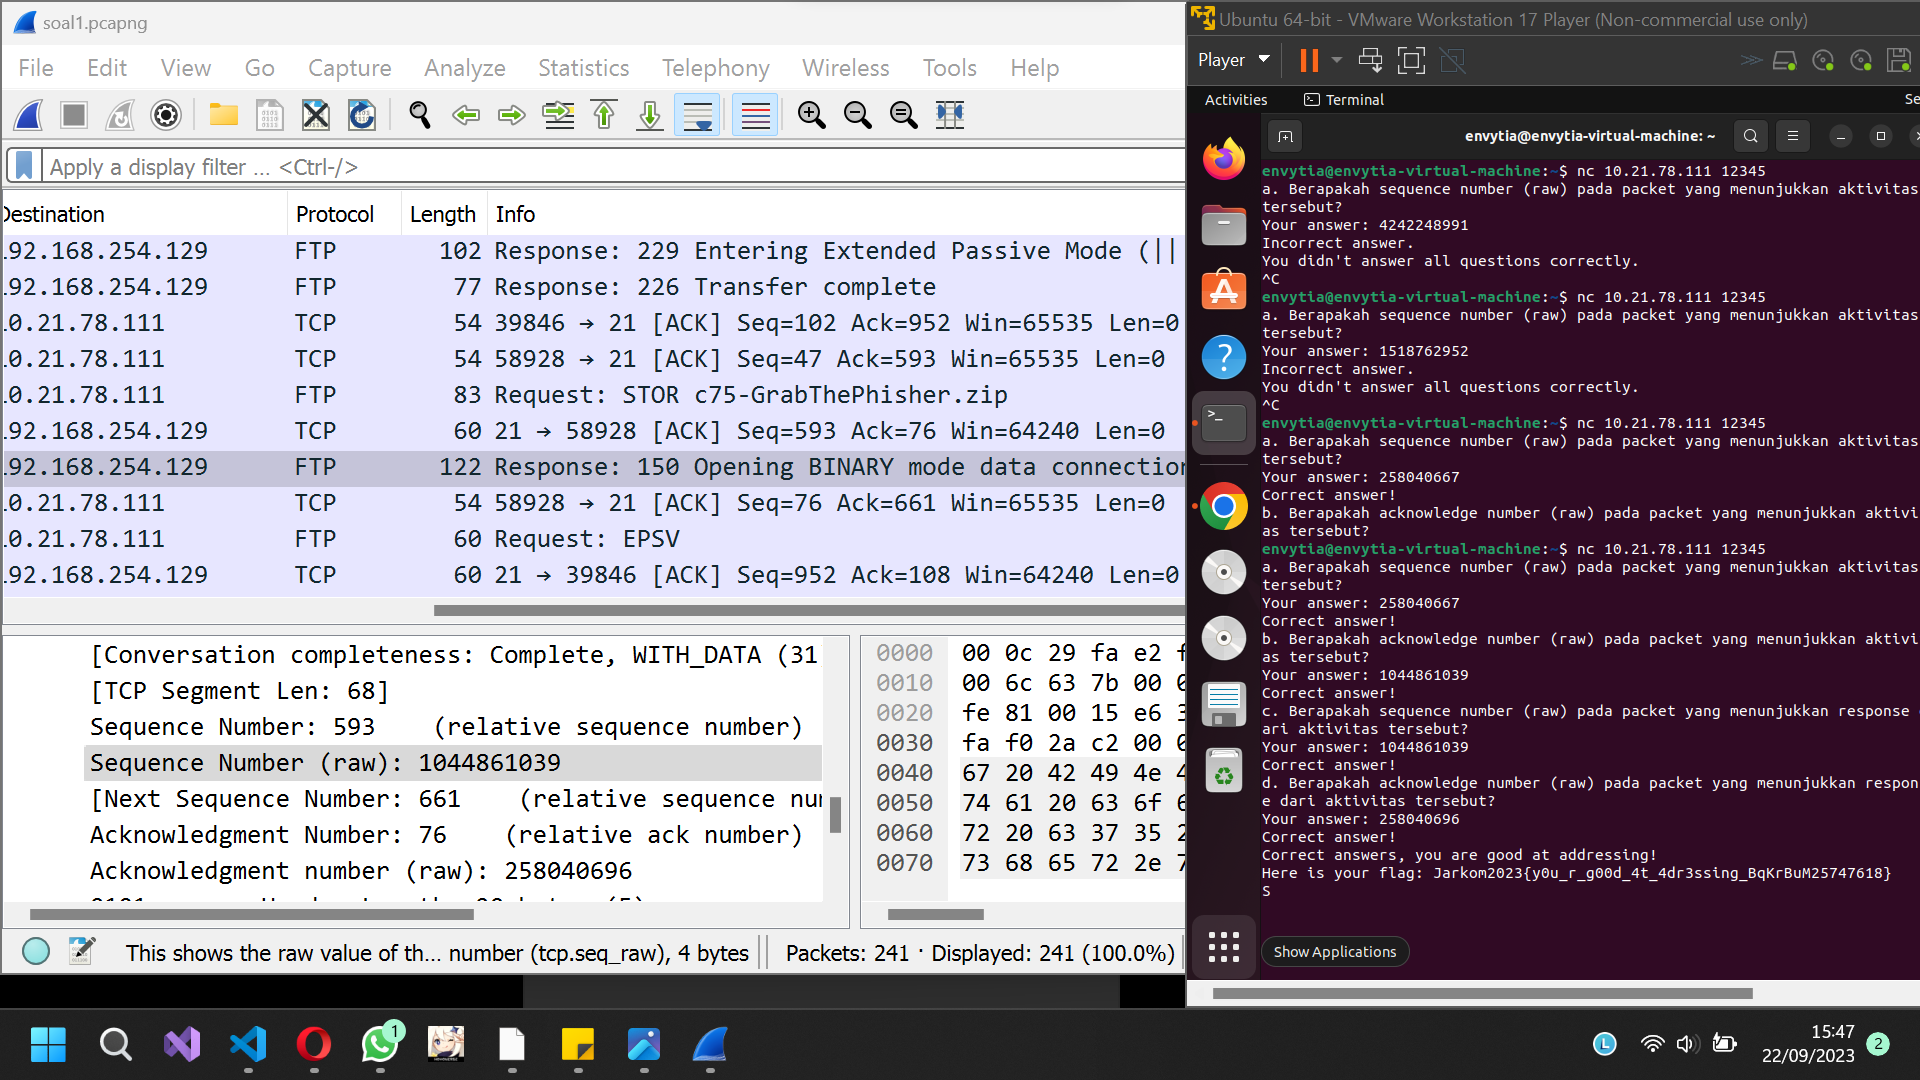 soal1.pcapng
File Edit View Go Capture Analyze Statistics Telephony Wireless Tools Help
Apply a display filter … <Ctrl-/>
Destination Protocol Length Info
92.168.254.129 FTP 102 Response: 229 Entering Extended Passive Mode (||
92.168.254.129 FTP 77 Response: 226 Transfer complete
0.21.78.111 TCP 54 39846 → 21 [ACK] Seq=102 Ack=952 Win=65535 Len=0
0.21.78.111 TCP 54 58928 → 21 [ACK] Seq=47 Ack=593 Win=65535 Len=0
0.21.78.111 FTP 83 Request: STOR c75-GrabThePhisher.zip
92.168.254.129 TCP 60 21 → 58928 [ACK] Seq=593 Ack=76 Win=64240 Len=0
92.168.254.129 FTP 122 Response: 150 Opening BINARY mode data connection
0.21.78.111 TCP 54 58928 → 21 [ACK] Seq=76 Ack=661 Win=65535 Len=0
0.21.78.111 FTP 60 Request: EPSV
92.168.254.129 TCP 60 21 → 39846 [ACK] Seq=952 Ack=108 Win=64240 Len=0
[Conversation completeness: Complete, WITH_DATA (31
[TCP Segment Len: 68]
Sequence Number: 593 (relative sequence number)
Sequence Number (raw): 1044861039
[Next Sequence Number: 661 (relative sequence nu
Acknowledgment Number: 76 (relative ack number)
Acknowledgment number (raw): 258040696
0000 00 0c 29 fa e2
0010 00 6c 63 7b 00
0020 fe 81 00 15 e6
0030 fa f0 2a c2 00
0040 67 20 42 49 4e
0050 74 61 20 63 6f
0060 72 20 63 37 35
0070 73 68 65 72 2e
This shows the raw value of th… number (tcp.seq_raw), 4 bytes
Packets: 241 · Displayed: 241 (100.0%)
Ubuntu 64-bit - VMware Workstation 17 Player (Non-commercial use only)
Player
Activities Terminal Se
envytia@envytia-virtual-machine: ~
envytia@envytia-virtual-machine:~$ nc 10.21.78.111 12345
a. Berapakah sequence number (raw) pada packet yang menunjukkan aktivitas
tersebut?
Your answer: 4242248991
Incorrect answer.
You didn't answer all questions correctly.
^C
envytia@envytia-virtual-machine:~$ nc 10.21.78.111 12345
a. Berapakah sequence number (raw) pada packet yang menunjukkan aktivitas
tersebut?
Your answer: 1518762952
Incorrect answer.
You didn't answer all questions correctly.
^C
envytia@envytia-virtual-machine:~$ nc 10.21.78.111 12345
a. Berapakah sequence number (raw) pada packet yang menunjukkan aktivitas
tersebut?
Your answer: 258040667
Correct answer!
b. Berapakah acknowledge number (raw) pada packet yang menunjukkan aktivi
as tersebut?
envytia@envytia-virtual-machine:~$ nc 10.21.78.111 12345
a. Berapakah sequence number (raw) pada packet yang menunjukkan aktivitas
tersebut?
Your answer: 258040667
Correct answer!
b. Berapakah acknowledge number (raw) pada packet yang menunjukkan aktivi
as tersebut?
Your answer: 1044861039
Correct answer!
c. Berapakah sequence number (raw) pada packet yang menunjukkan response
ari aktivitas tersebut?
Your answer: 1044861039
Correct answer!
d. Berapakah acknowledge number (raw) pada packet yang menunjukkan respon
e dari aktivitas tersebut?
Your answer: 258040696
Correct answer!
Correct answers, you are good at addressing!
Here is your flag: Jarkom2023{y0u_r_g00d_4t_4dr3ssing_BqKrBuM25747618}
S
Show Applications
1
L
15:47
22/09/2023
2